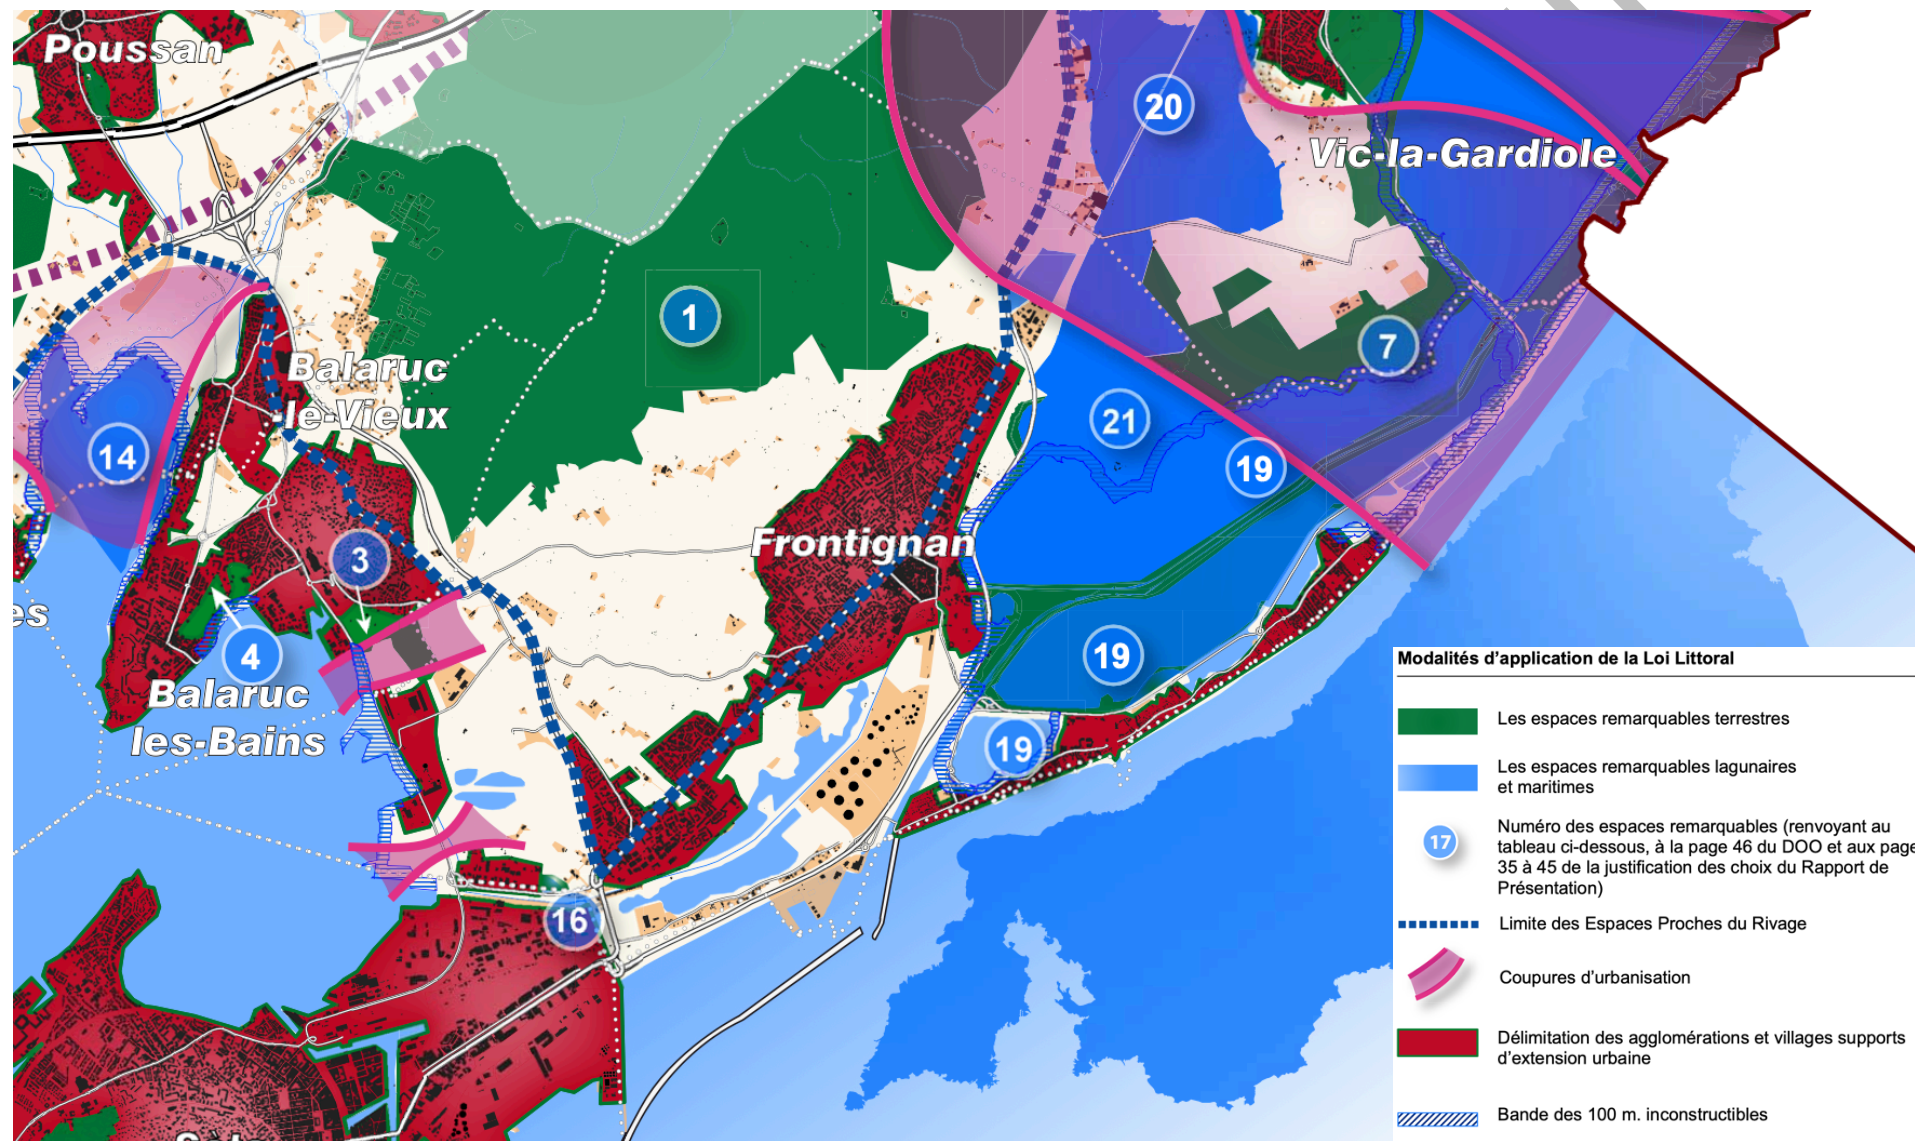 Poussan
20
Vic-la-Gardiole
1
7
Balaruc
le-Vieux
21
14
19
Frontignan
3
es
4
19
Balaruc
les-Bains
19
16
Modalités d'application de la Loi Littoral
Les espaces remarquables terrestres
Les espaces remarquables lagunaires
et maritimes
17
Numéro des espaces remarquables (renvoyant au
tableau ci-dessous, à la page 46 du DOO et aux page
35 à 45 de la justification des choix du Rapport de
Présentation)
Limite des Espaces Proches du Rivage
Coupures d'urbanisation
Délimitation des agglomérations et villages supports
d'extension urbaine
Bande des 100 m. inconstructibles